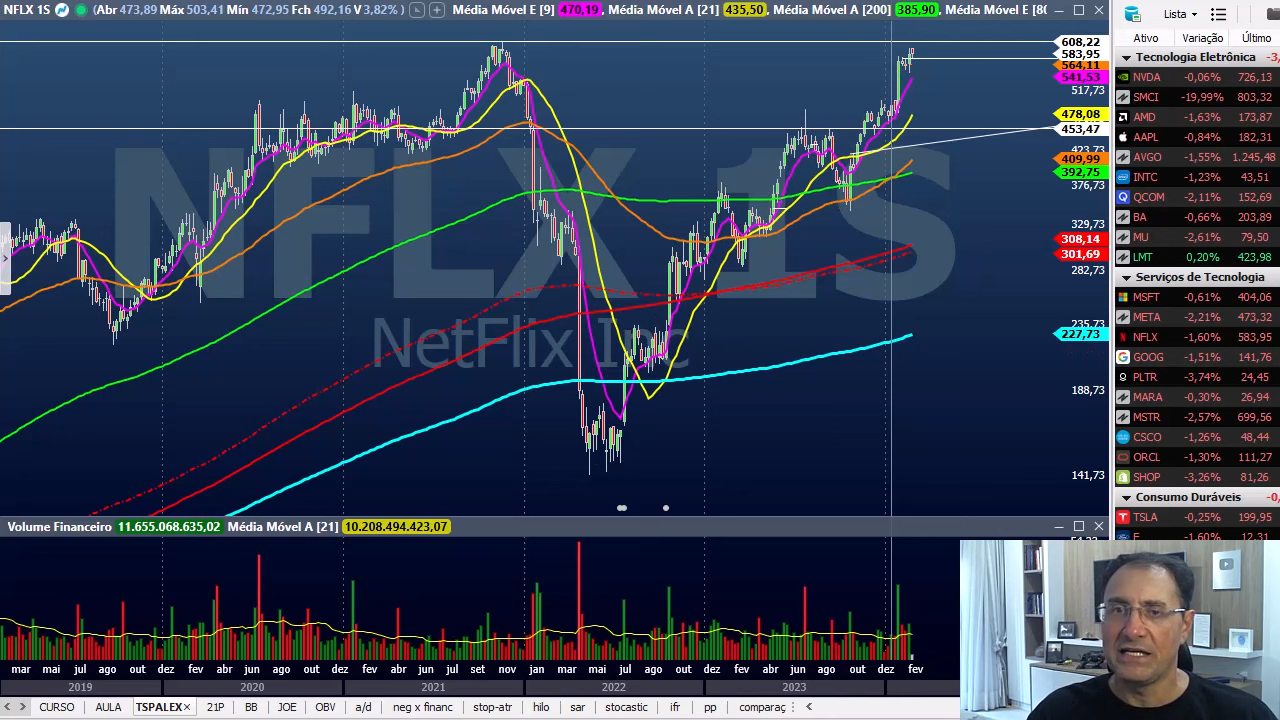 NFLX 1S (Abr 473,89 Máx 503,41 Mín 472,95 Fch 492,16 V 3,82% ) Média Móvel E [9] 470,19 , Média Móvel A [21] 435,50 , Média Móvel A [200] 385,90 , Média Móvel E [80
608,22
583,95
564,11
541,53
517,73
478,08
453,47
423,73
409,99
392,75
376,73
329,73
308,14
301,69
282,73
235,73
227,73
188,73
141,73
NFLX 1S
NetFlix Inc
Volume Financeiro 11.655.068.635,02 Média Móvel A [21] 10.208.494.423,07
mar mai jul ago out dez fev abr jun ago out dez fev abr jun jul set nov jan mar mai jul ago out dez fev abr jun ago out dez fev
2019 2020 2021 2022 2023
CURSO AULA TSPALEX 21P BB JOE OBV a/d neg x financ stop-atr hilo sar stocastic ifr pp comparaç
Lista
Ativo Variação Último
Tecnologia Eletrônica -3,
NVDA -0,06% 726,13
SMCI -19,99% 803,32
AMD -1,63% 173,87
AAPL -0,84% 182,31
AVGO -1,55% 1.245,48
INTC -1,23% 43,51
QCOM -2,11% 152,69
BA -0,66% 203,89
MU -2,61% 79,50
LMT 0,20% 423,98
Serviços de Tecnologia
MSFT -0,61% 404,06
META -2,21% 473,32
NFLX -1,60% 583,95
GOOG -1,51% 141,76
PLTR -3,74% 24,45
MARA -0,30% 26,94
MSTR -2,57% 699,56
CSCO -1,26% 48,44
ORCL -1,30% 111,27
SHOP -3,26% 81,26
Consumo Duráveis -0,
TSLA -0,25% 199,95
F -1,60% 12,31